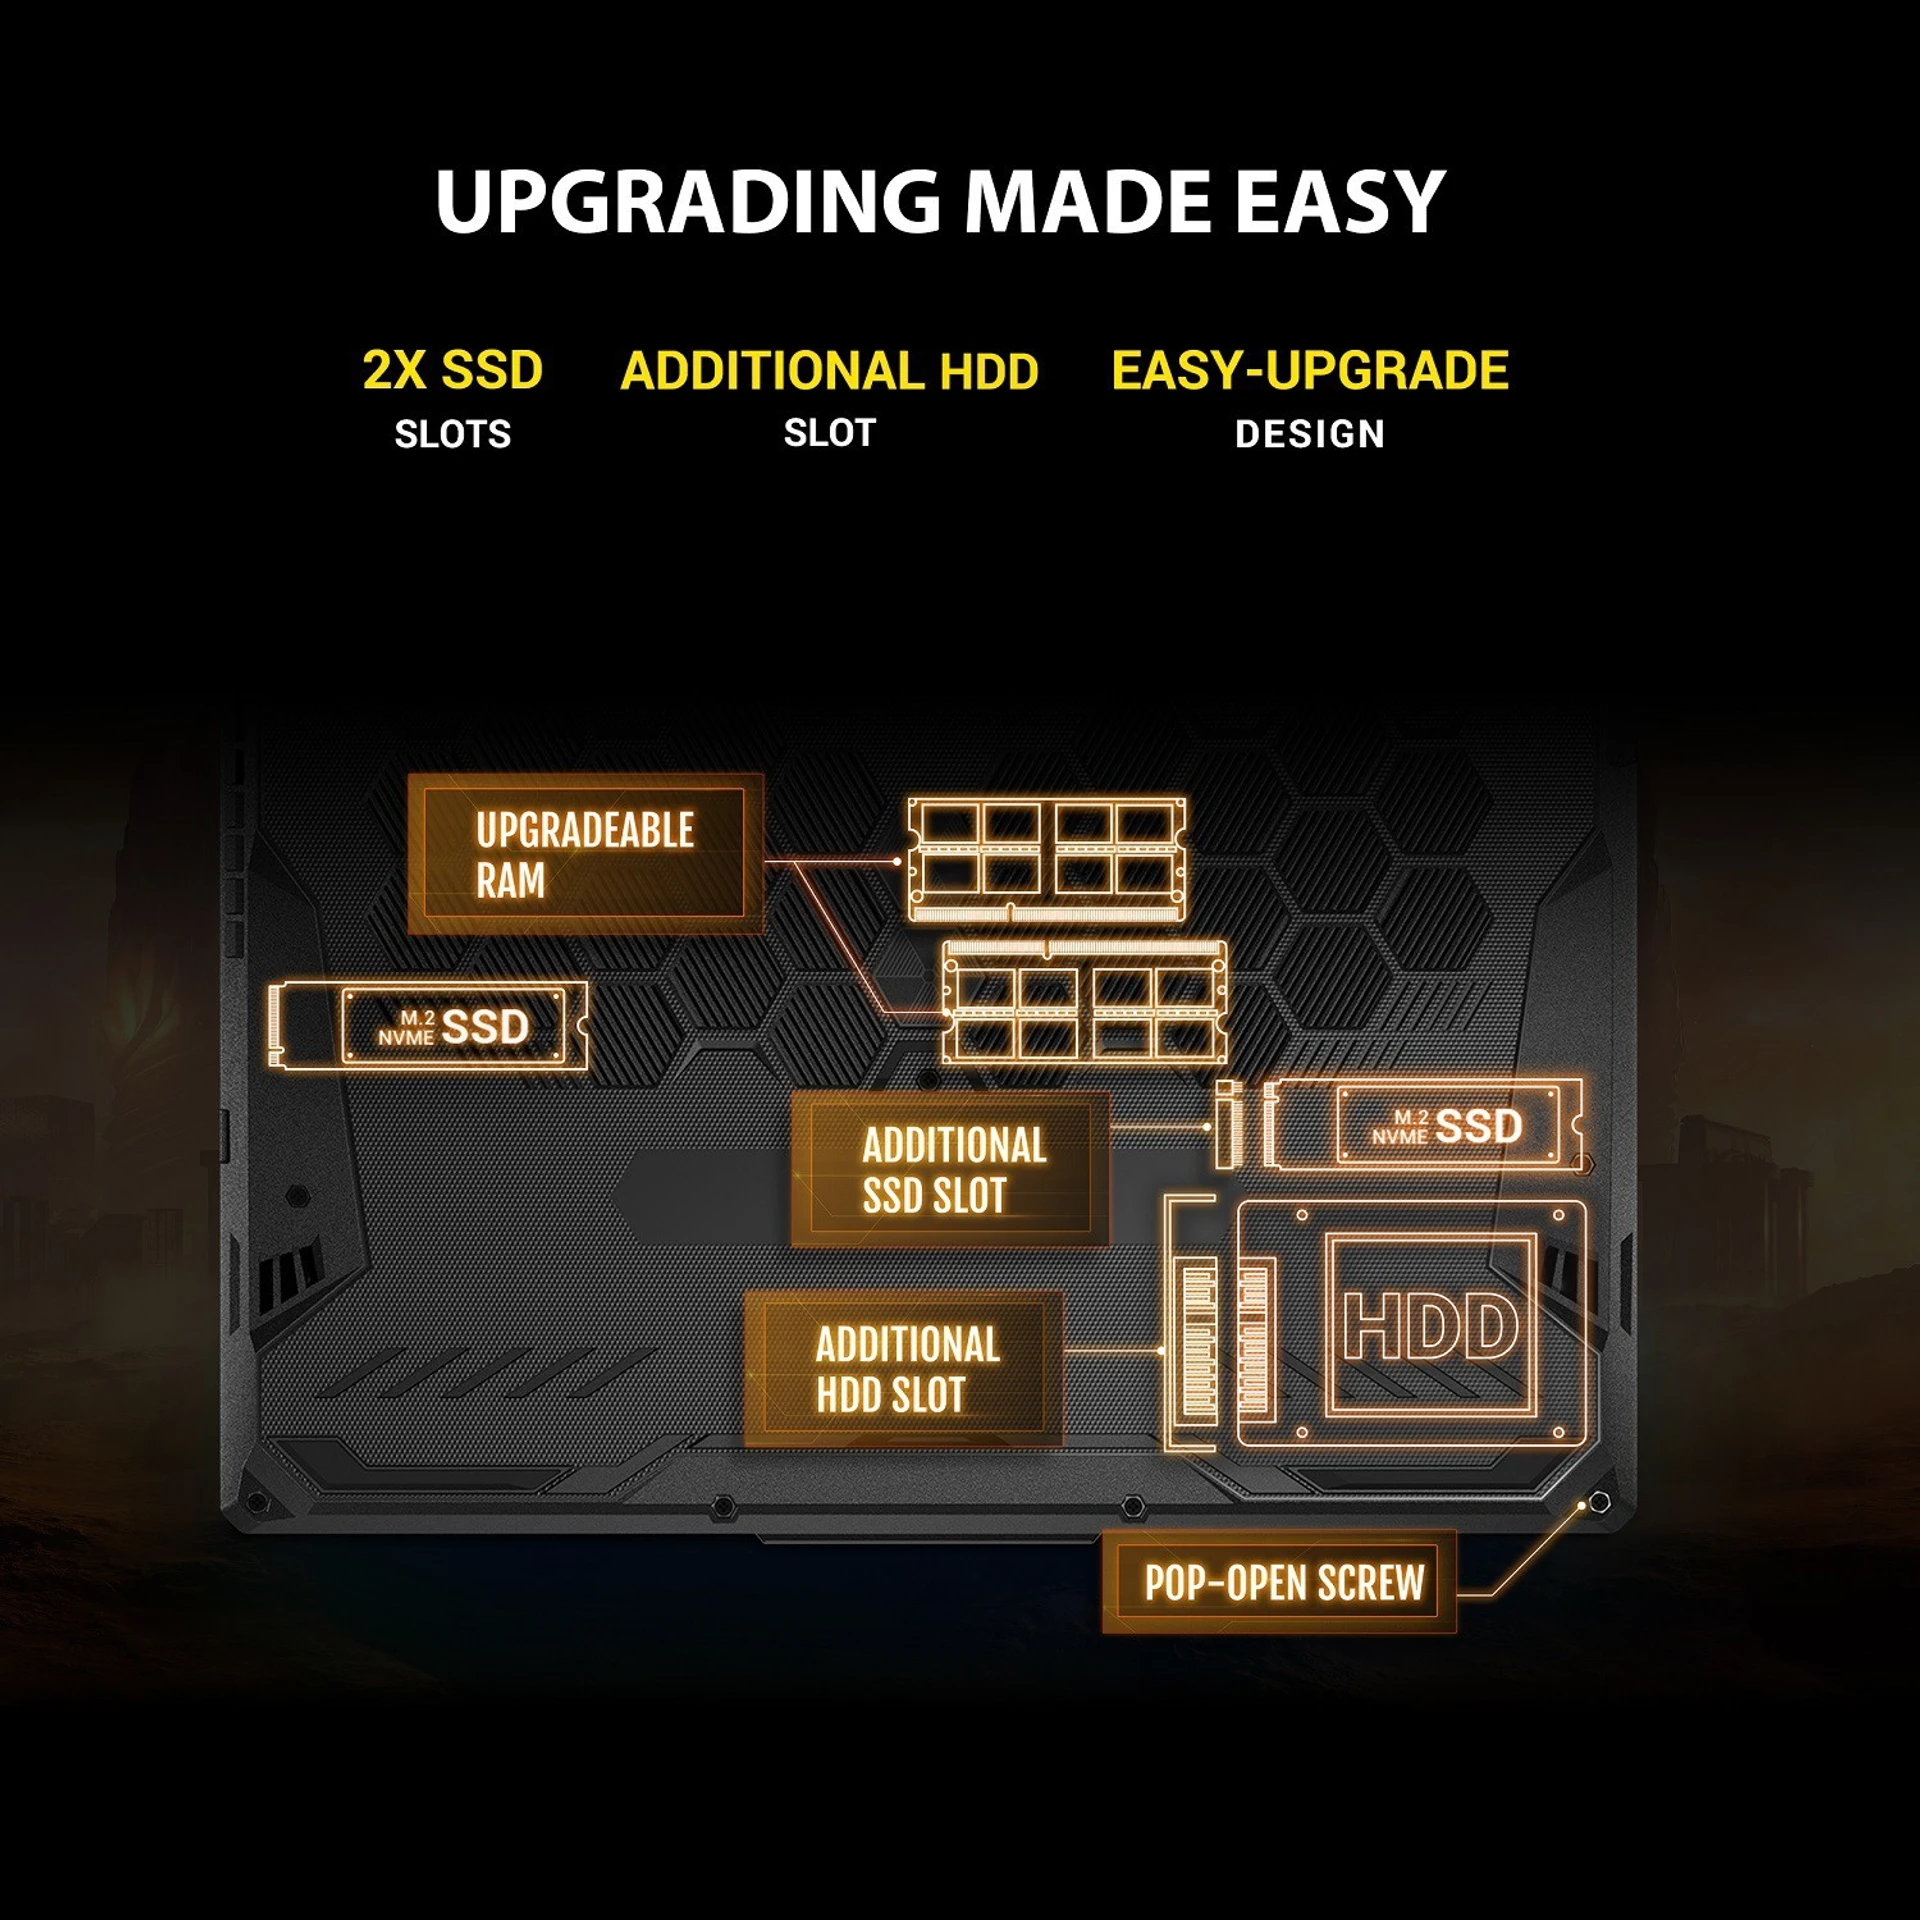 UPGRADING MADE EASY
2X SSD
SLOTS
ADDITIONAL HDD
SLOT
EASY-UPGRADE
DESIGN
UPGRADEABLE
RAM
M.2
NVME SSD
ADDITIONAL
SSD SLOT
M.2
NVME SSD
ADDITIONAL
HDD SLOT
HDD
POP-OPEN SCREW